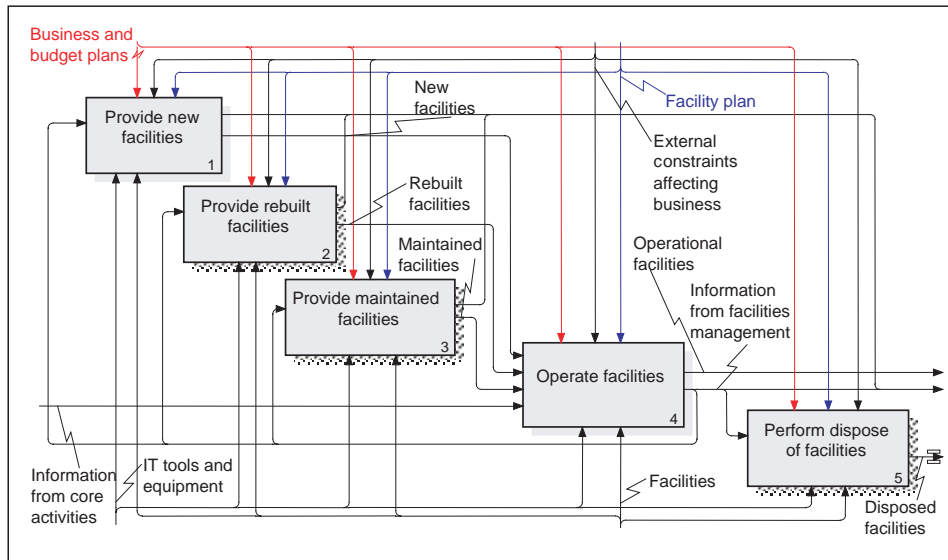 Business and
budget plans
New
facilities
Facility plan
Provide new
facilities
1
External
constraints
affecting
business
Rebuilt
facilities
Provide rebuilt
facilities
2
Maintained
facilities
Operational
facilities
Information
from facilities
management
Provide maintained
facilities
3
Operate facilities
4
Perform dispose
of facilities
5
Information
from core
activities
IT tools and
equipment
Facilities
Disposed
facilities